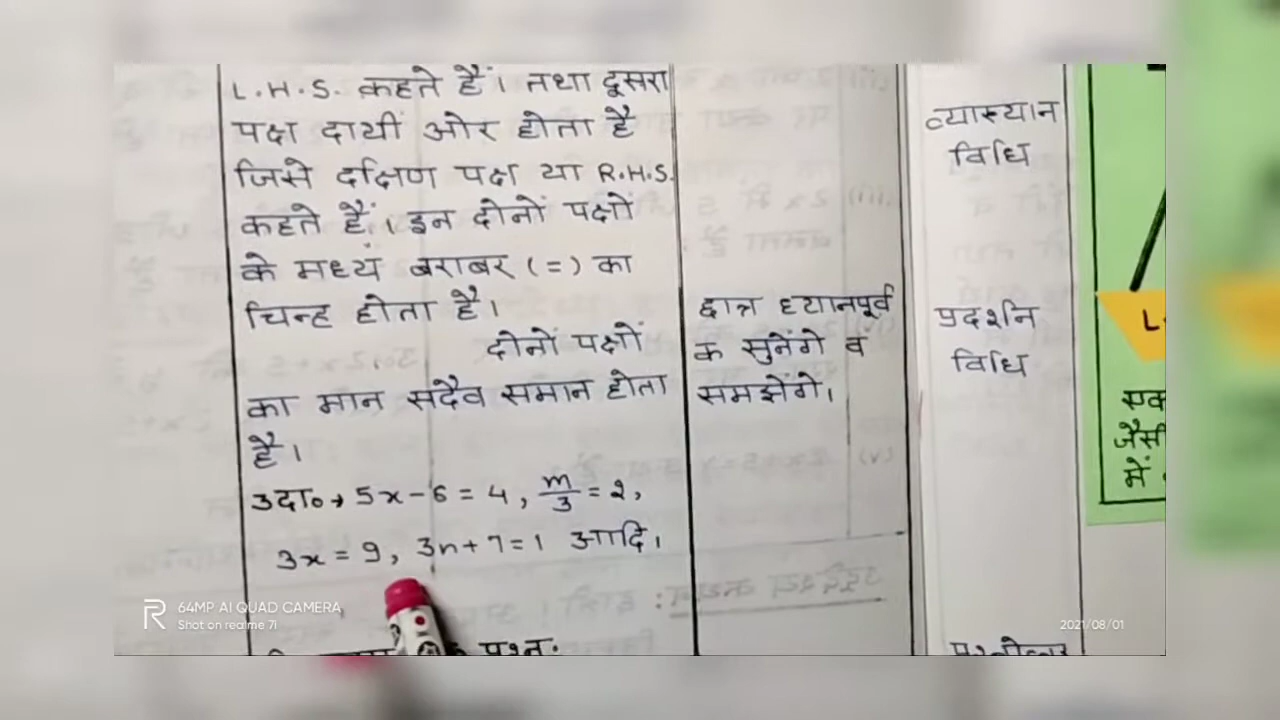 L.H.S. कहते हैं। तथा दूसरा
पक्ष दायीं ओर होता है
जिसे दक्षिण पक्ष या R.H.S.
कहते हैं। इन दोनों पक्षों
के मध्यं बराबर (=) का
चिन्ह होता है।
दोनों पक्षों
का मान सदैव समान होता
है।
उदा० → 5x - 6 = 4, m/3 = 2,
3x = 9, 3n + 7 = 1 आदि।
प्रश्न:
छात्र ध्यानपूर्व
क सुनेंगे व
समझेंगे।
व्याख्यान
विधि
प्रदर्शन
विधि
L
जैसी
में
64MP AI QUAD CAMERA
Shot on realme 7i
2021/08/01